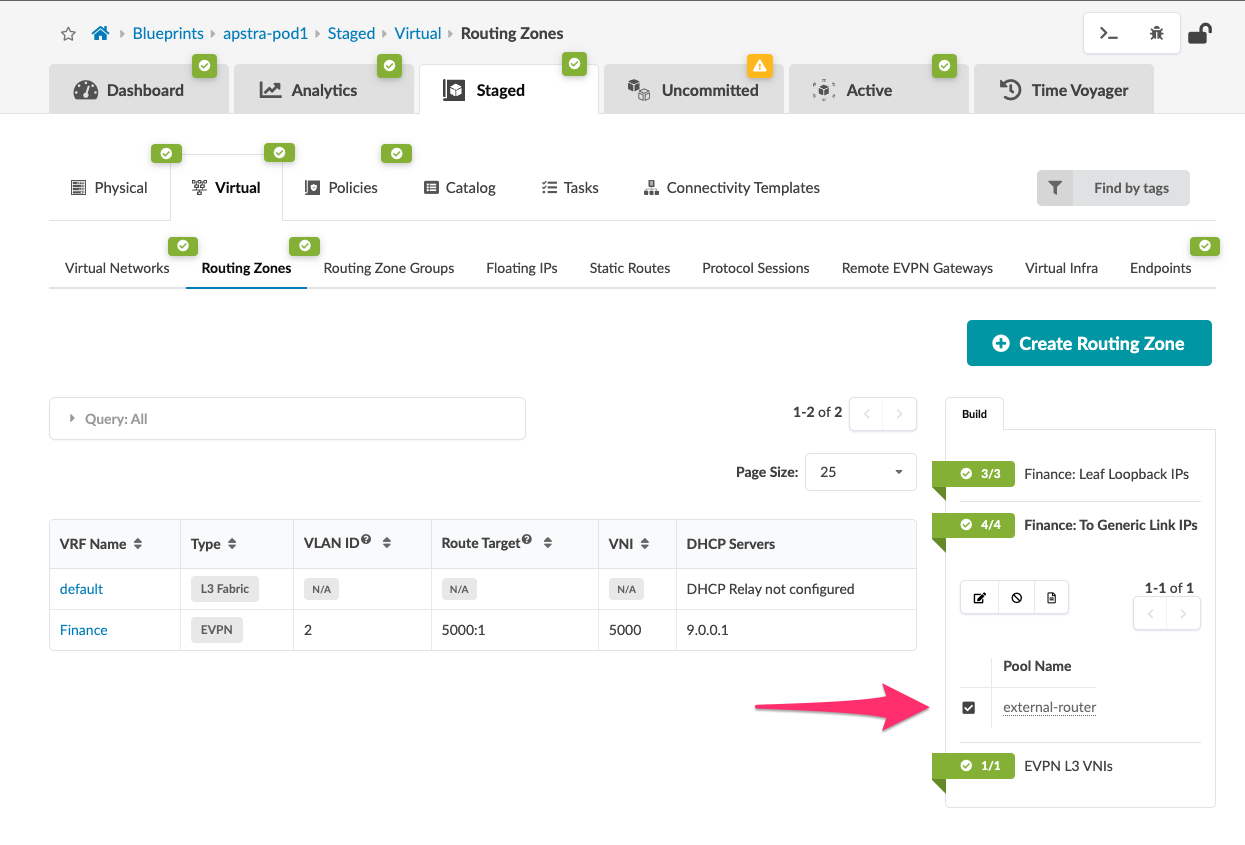 Blueprints apstra-pod1 Staged Virtual Routing Zones
Dashboard Analytics Staged Uncommitted Active Time Voyager
Physical Virtual Policies Catalog Tasks Connectivity Templates Find by tags
Virtual Networks Routing Zones Routing Zone Groups Floating IPs Static Routes Protocol Sessions Remote EVPN Gateways Virtual Infra Endpoints
Create Routing Zone
Query: All
1-2 of 2
Page Size: 25
VRF Name Type VLAN ID Route Target VNI DHCP Servers
default L3 Fabric N/A N/A N/A DHCP Relay not configured
Finance EVPN 2 5000:1 5000 9.0.0.1
Build
3/3 Finance: Leaf Loopback IPs
4/4 Finance: To Generic Link IPs
1-1 of 1
Pool Name
external-router
1/1 EVPN L3 VNIs